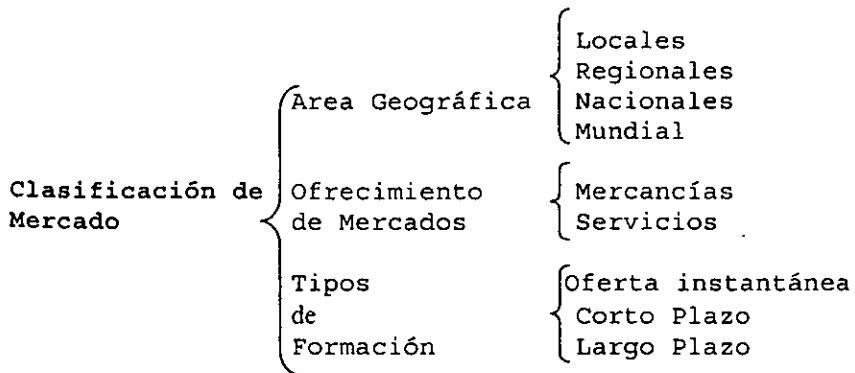 Clasificación de
Mercado
Area Geográfica
Locales
Regionales
Nacionales
Mundial
Ofrecimiento
de Mercados
Mercancías
Servicios
Tipos
de
Formación
Oferta instantánea
Corto Plazo
Largo Plazo